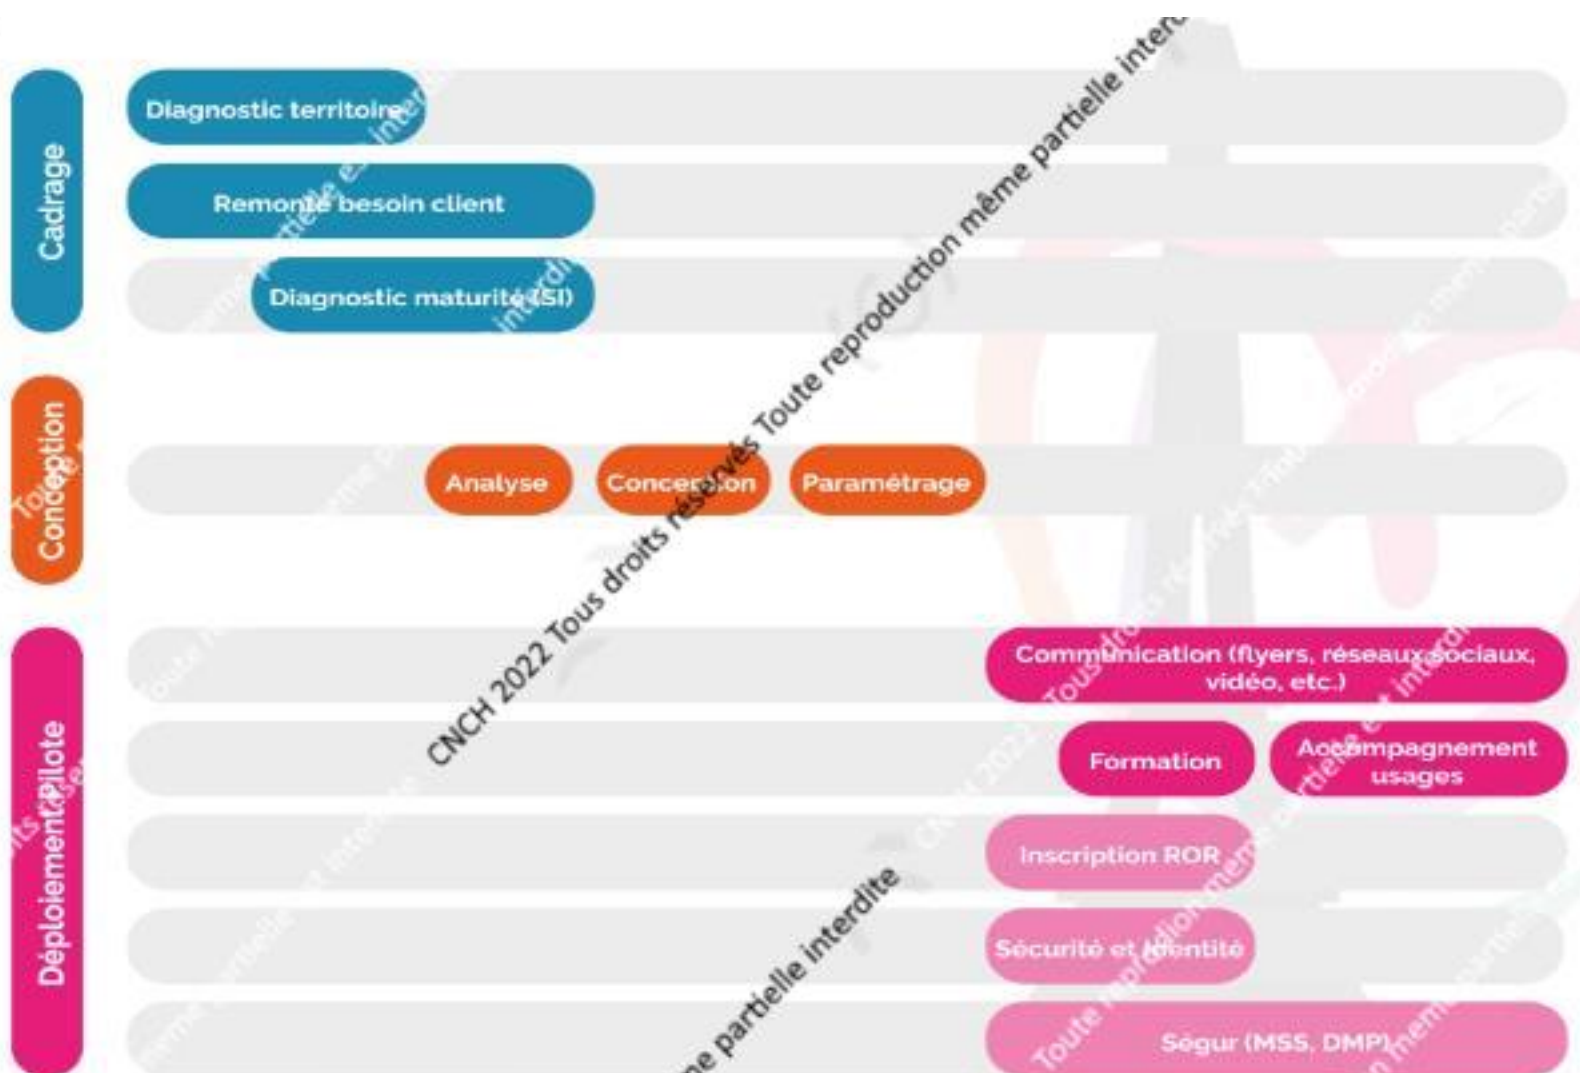 Cadrage
Diagnostic territoire
Remonté besoin client
Diagnostic maturité (SI)
Conception
Analyse
Conception
Paramétrage
Déploiement/Pilote
Communication (flyers, réseaux sociaux,
vidéo, etc.)
Formation
Accompagnement
usages
Inscription ROR
Sécurité et identité
Ségur (MSS, DMP)
CNCH 2022 Tous droits réservés Toute reproduction même partielle interdi
me partielle interdite